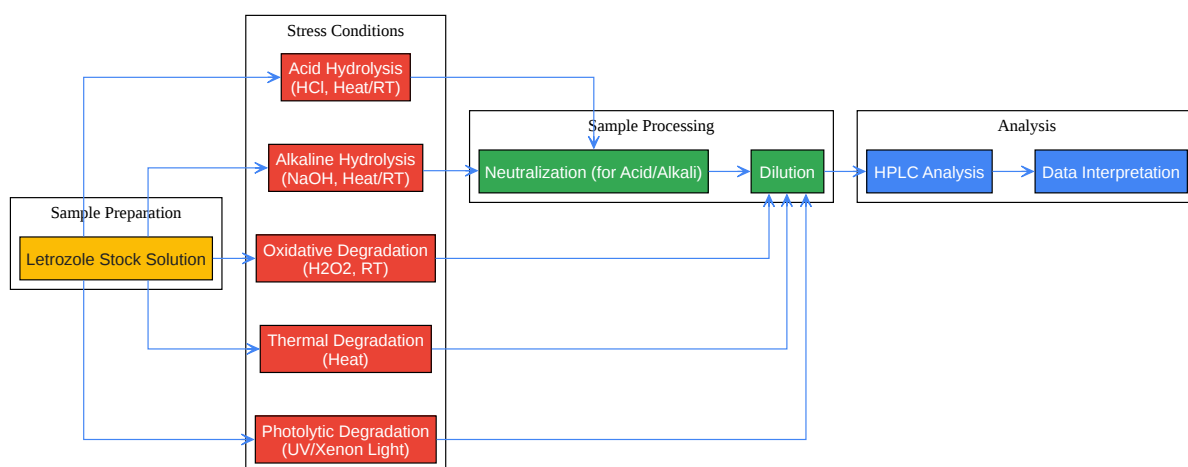 Stress Conditions
Acid Hydrolysis
(HCl, Heat/RT)
Alkaline Hydrolysis
(NaOH, Heat/RT)
Oxidative Degradation
(H2O2, RT)
Thermal Degradation
(Heat)
Photolytic Degradation
(UV/Xenon Light)
Sample Preparation
Letrozole Stock Solution
Sample Processing
Neutralization (for Acid/Alkali)
Dilution
Analysis
HPLC Analysis
Data Interpretation